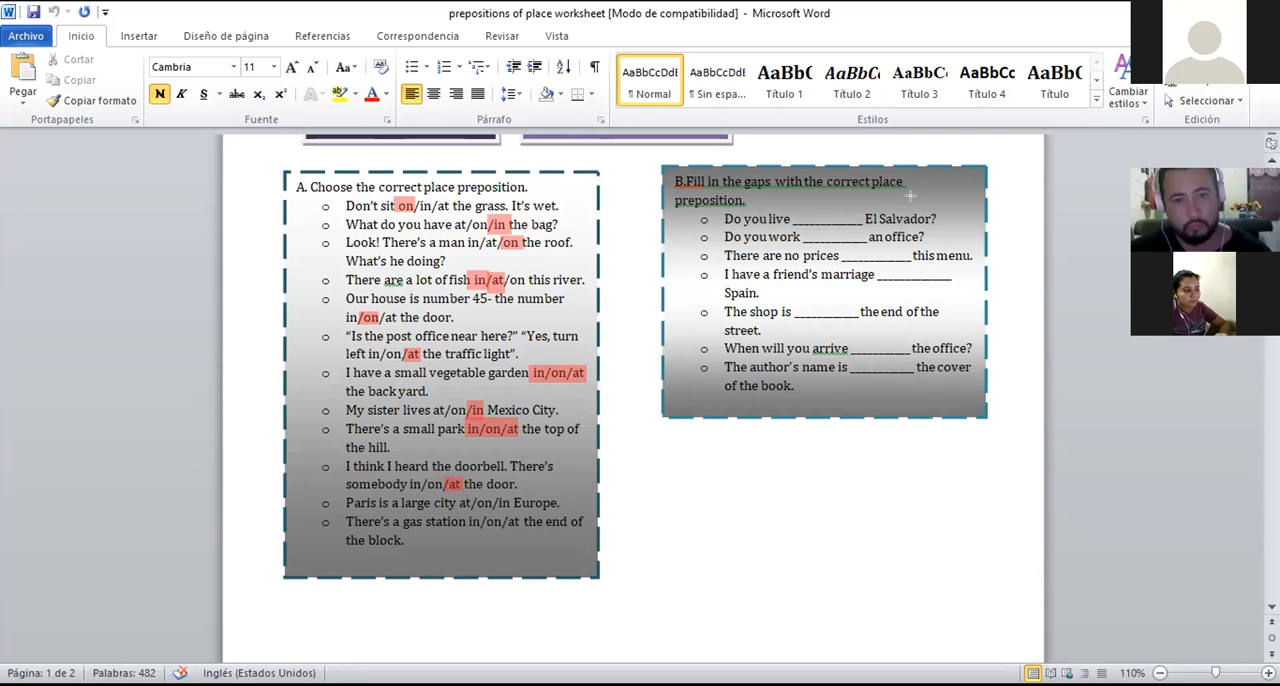 prepositions of place worksheet [Modo de compatibilidad] - Microsoft Word
Archivo Inicio Insertar Diseño de página Referencias Correspondencia Revisar Vista
Pegar
Cortar
Copiar
Copiar formato
Portapapeles
Cambria 11
Fuente
Párrafo
AaBbCcDdE AaBbCcDdE AaBbC AaBbCc AaBbC AaBbCc AaBb(
¶ Normal ¶ Sin espa... Título 1 Título 2 Título 3 Título 4 Título
Estilos
Cambiar estilos
Seleccionar
Edición
A. Choose the correct place preposition.
o Don't sit on/in/at the grass. It's wet.
o What do you have at/on/in the bag?
o Look! There's a man in/at/on the roof.
What's he doing?
o There are a lot of fish in/at/on this river.
o Our house is number 45- the number
in/on/at the door.
o “Is the post office near here?” “Yes, turn
left in/on/at the traffic light”.
o I have a small vegetable garden in/on/at
the back yard.
o My sister lives at/on/in Mexico City.
o There's a small park in/on/at the top of
the hill.
o I think I heard the doorbell. There's
somebody in/on/at the door.
o Paris is a large city at/on/in Europe.
o There's a gas station in/on/at the end of
the block.
B.Fill in the gaps with the correct place
preposition.
o Do you live _____________ El Salvador?
o Do you work ____________ an office?
o There are no prices _____________ this menu.
o I have a friend's marriage ______________
Spain.
o The shop is ____________ the end of the
street.
o When will you arrive ___________ the office?
o The author's name is ____________ the cover
of the book.
Página: 1 de 2 Palabras: 482 Inglés (Estados Unidos) 110%